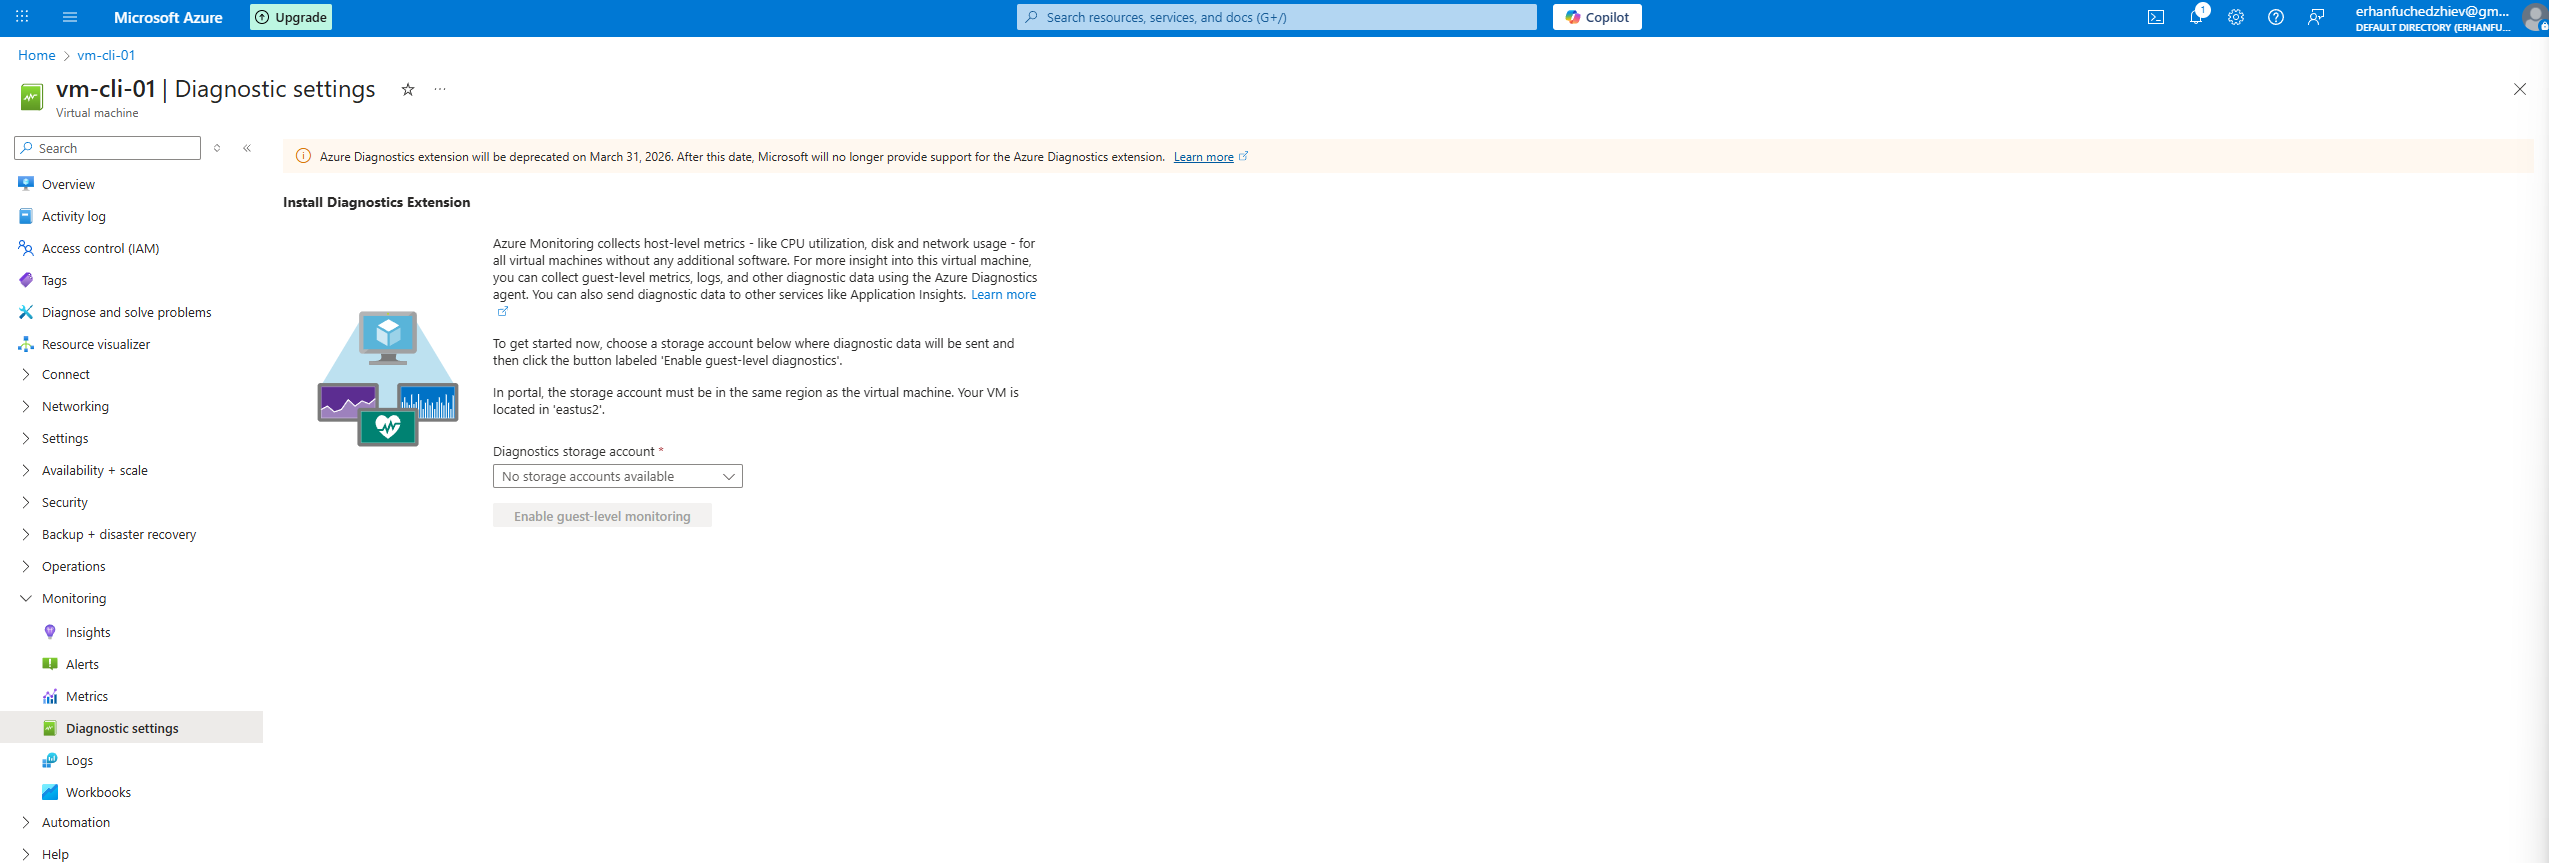 Microsoft Azure
Upgrade
Search resources, services, and docs (G+/)
Copilot
1
erhanfuchedzhiev@gm...
DEFAULT DIRECTORY (ERHANFU...
Home > vm-cli-01
vm-cli-01 | Diagnostic settings
Virtual machine
Search
Overview
Activity log
Access control (IAM)
Tags
Diagnose and solve problems
Resource visualizer
Connect
Networking
Settings
Availability + scale
Security
Backup + disaster recovery
Operations
Monitoring
Insights
Alerts
Metrics
Diagnostic settings
Logs
Workbooks
Automation
Help
Azure Diagnostics extension will be deprecated on March 31, 2026. After this date, Microsoft will no longer provide support for the Azure Diagnostics extension. Learn more
Install Diagnostics Extension
Azure Monitoring collects host-level metrics - like CPU utilization, disk and network usage - for
all virtual machines without any additional software. For more insight into this virtual machine,
you can collect guest-level metrics, logs, and other diagnostic data using the Azure Diagnostics
agent. You can also send diagnostic data to other services like Application Insights. Learn more
To get started now, choose a storage account below where diagnostic data will be sent and
then click the button labeled 'Enable guest-level diagnostics'.
In portal, the storage account must be in the same region as the virtual machine. Your VM is
located in 'eastus2'.
Diagnostics storage account *
No storage accounts available
Enable guest-level monitoring